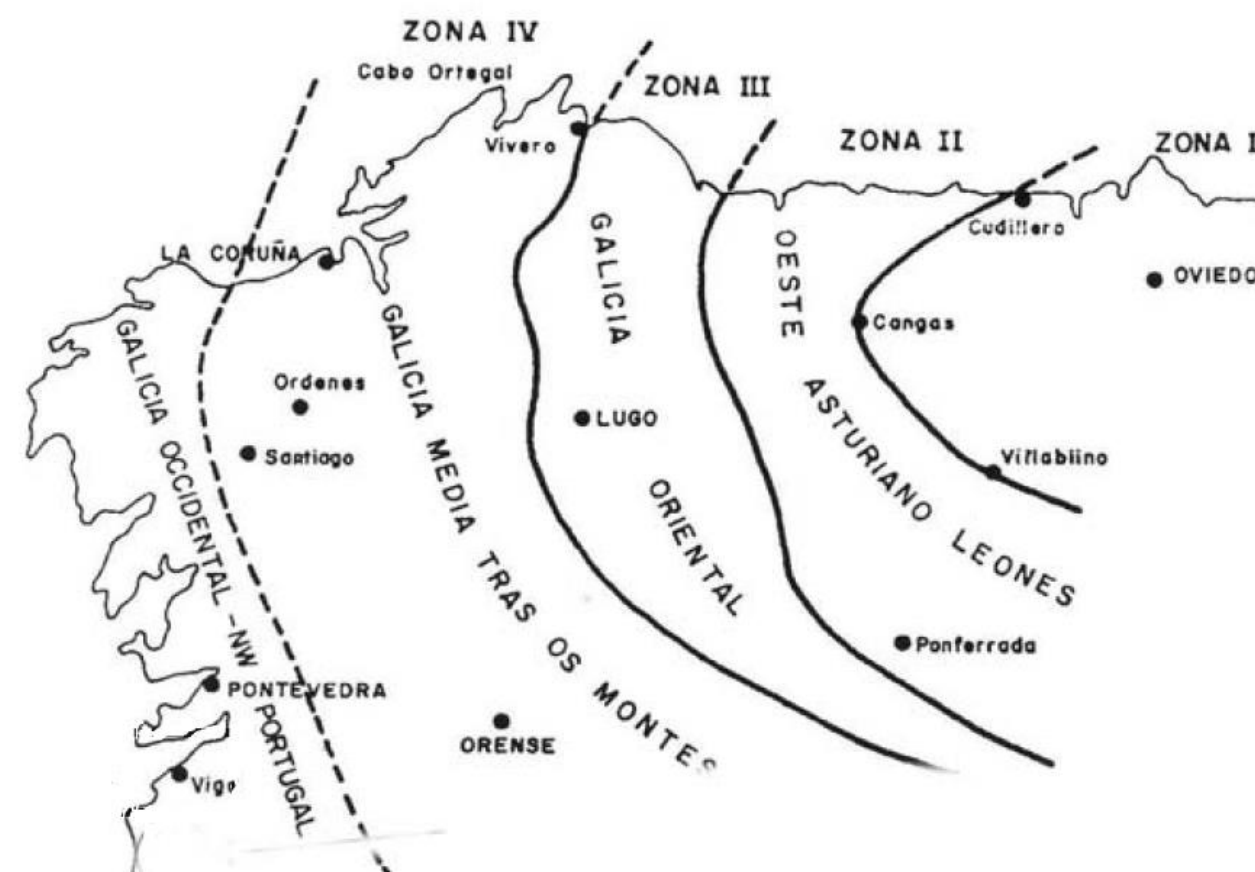 ZONA IV
Cabo Ortegal
ZONA III
Vivero
ZONA II
ZONA I
Cudillero
LA CORUÑA
OVIEDO
Cangas
GALICIA OCCIDENTAL-NW PORTUGAL
GALICIA MEDIA TRAS OS MONTES
GALICIA ORIENTAL
OESTE ASTURIANO LEONES
Ordenes
LUGO
Santiago
Villablino
Ponferrada
PONTEVEDRA
ORENSE
Vigo